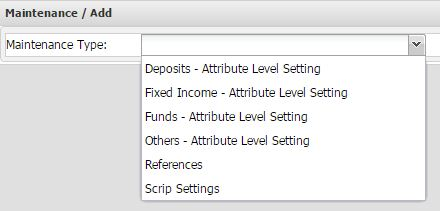 Maintenance / Add
Maintenance Type:
Deposits - Attribute Level Setting
Fixed Income - Attribute Level Setting
Funds - Attribute Level Setting
Others - Attribute Level Setting
References
Scrip Settings